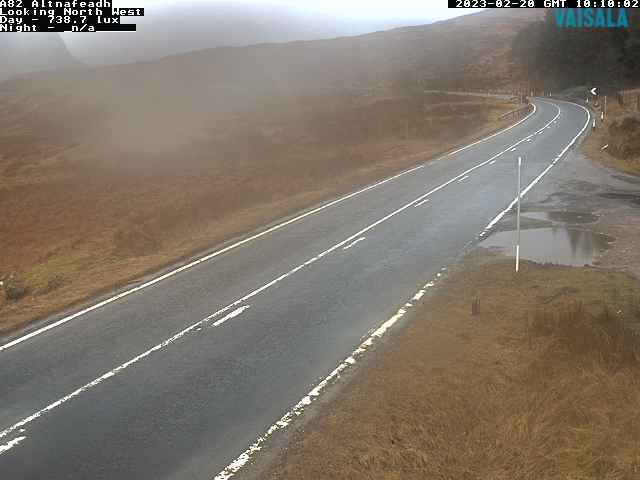 A82 Altnafeadh
Looking North West
Day - 738.7 lux
Night - n/a
2023-02-20 GMT 10:10:02
VAISALA